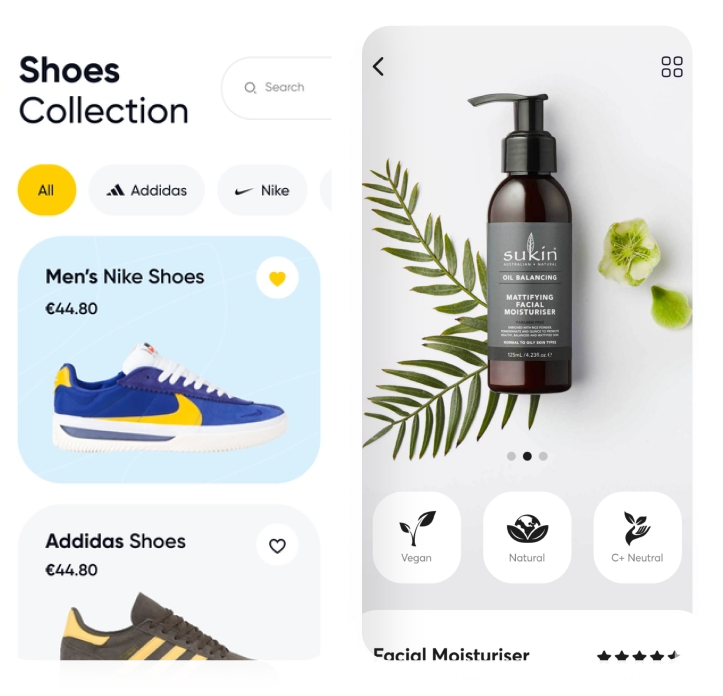 Shoes
Collection
Search
All
Addidas
Nike
Men's Nike Shoes
€44.80
Addidas Shoes
€44.80
sukin
AUSTRALIAN • NATURAL
OIL BALANCING
MATTIFYING
FACIAL
MOISTURISER
NORMAL TO OILY SKIN TYPES
125mL /4.23fl.oz ℮
Vegan
Natural
C+ Neutral
Facial Moisturiser